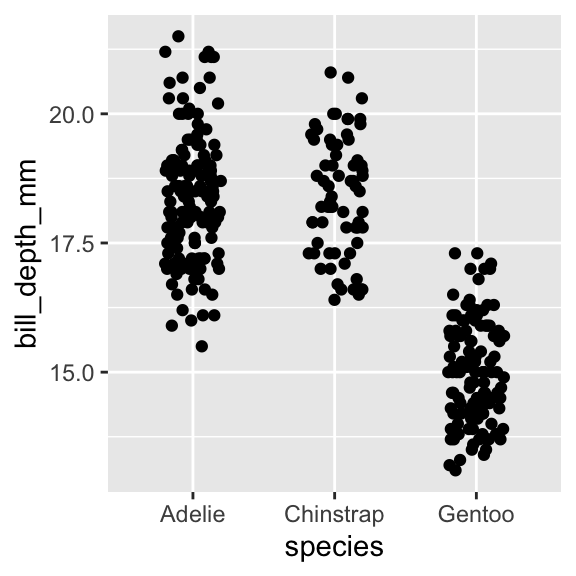 bill_depth_mm
20.0
17.5
15.0
Adelie
Chinstrap
Gentoo
species